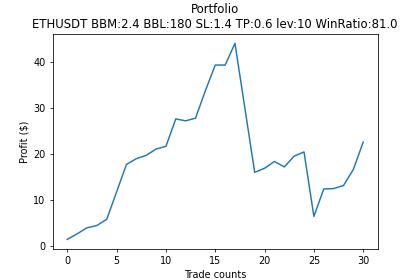 Portfolio
ETHUSDT BBM:2.4 BBL:180 SL:1.4 TP:0.6 lev:10 WinRatio:81.0
40
30
20
10
0
Profit ($)
0 5 10 15 20 25 30
Trade counts